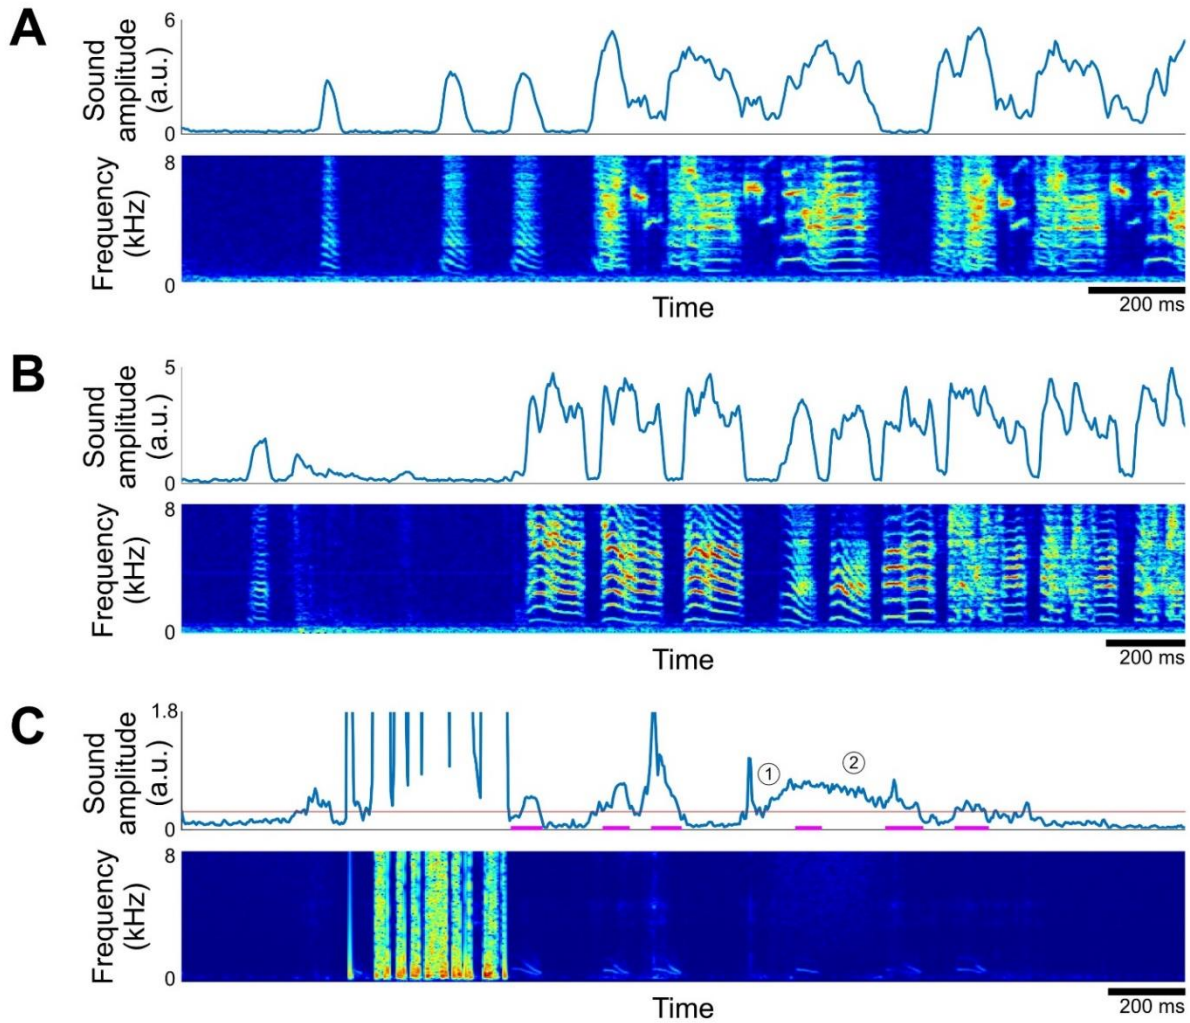 A
Sound
amplitude
(a.u.)
6
0
Frequency
(kHz)
8
0
Time
200 ms
B
Sound
amplitude
(a.u.)
5
0
Frequency
(kHz)
8
0
Time
200 ms
C
Sound
amplitude
(a.u.)
1.8
0
1
2
Frequency
(kHz)
8
0
Time
200 ms